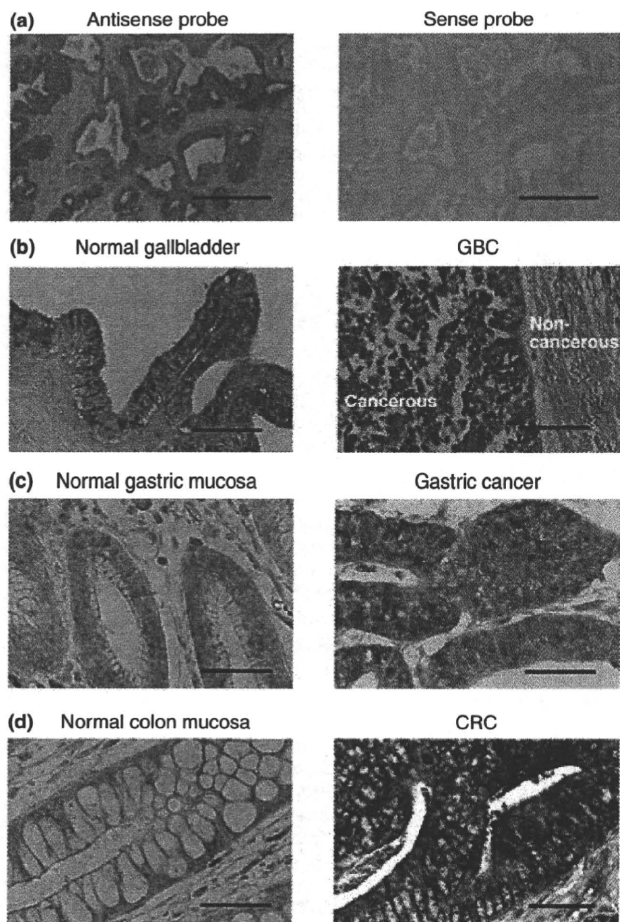 (a) Antisense probe Sense probe
(b) Normal gallbladder GBC
Non-
cancerous
Cancerous
(c) Normal gastric mucosa Gastric cancer
(d) Normal colon mucosa CRC